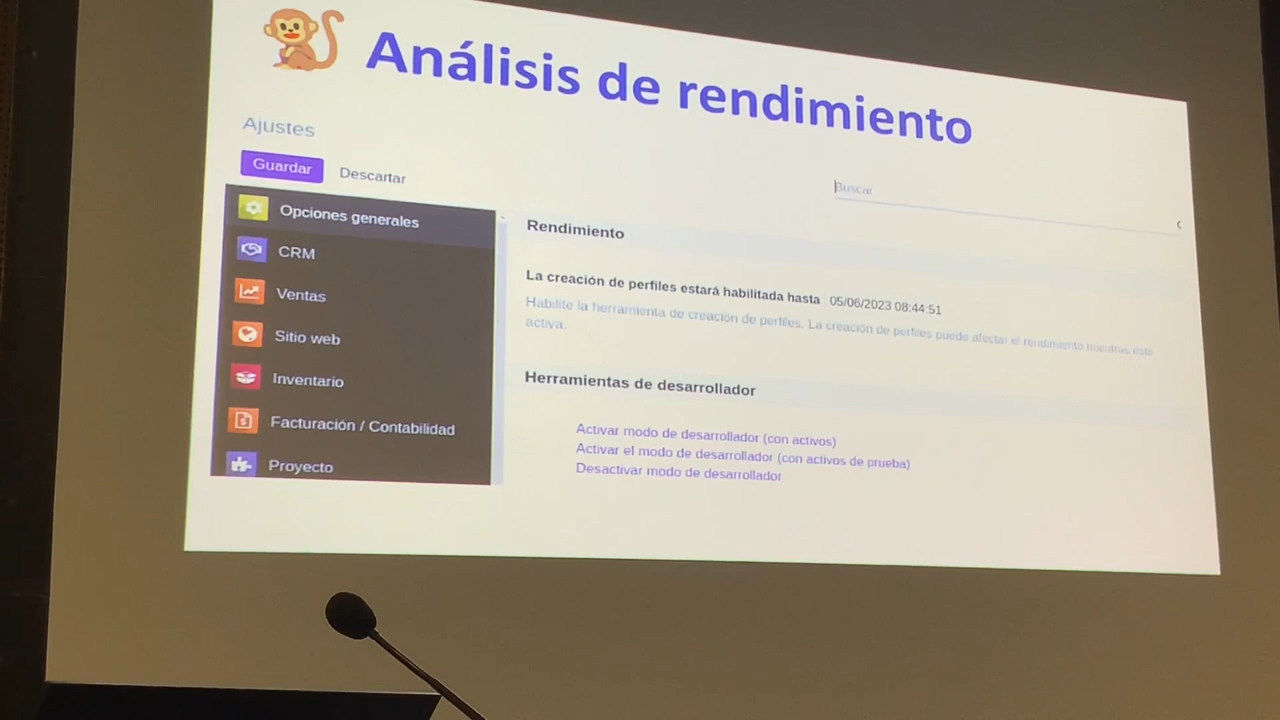 Análisis de rendimiento
Ajustes
Guardar
Descartar
Buscar
Opciones generales
CRM
Ventas
Sitio web
Inventario
Facturación / Contabilidad
Proyecto
Rendimiento
La creación de perfiles estará habilitada hasta 05/06/2023 08:44:51
Habilite la herramienta de creación de perfiles. La creación de perfiles puede afectar el rendimiento mientras esté
activa.
Herramientas de desarrollador
Activar modo de desarrollador (con activos)
Activar el modo de desarrollador (con activos de prueba)
Desactivar modo de desarrollador